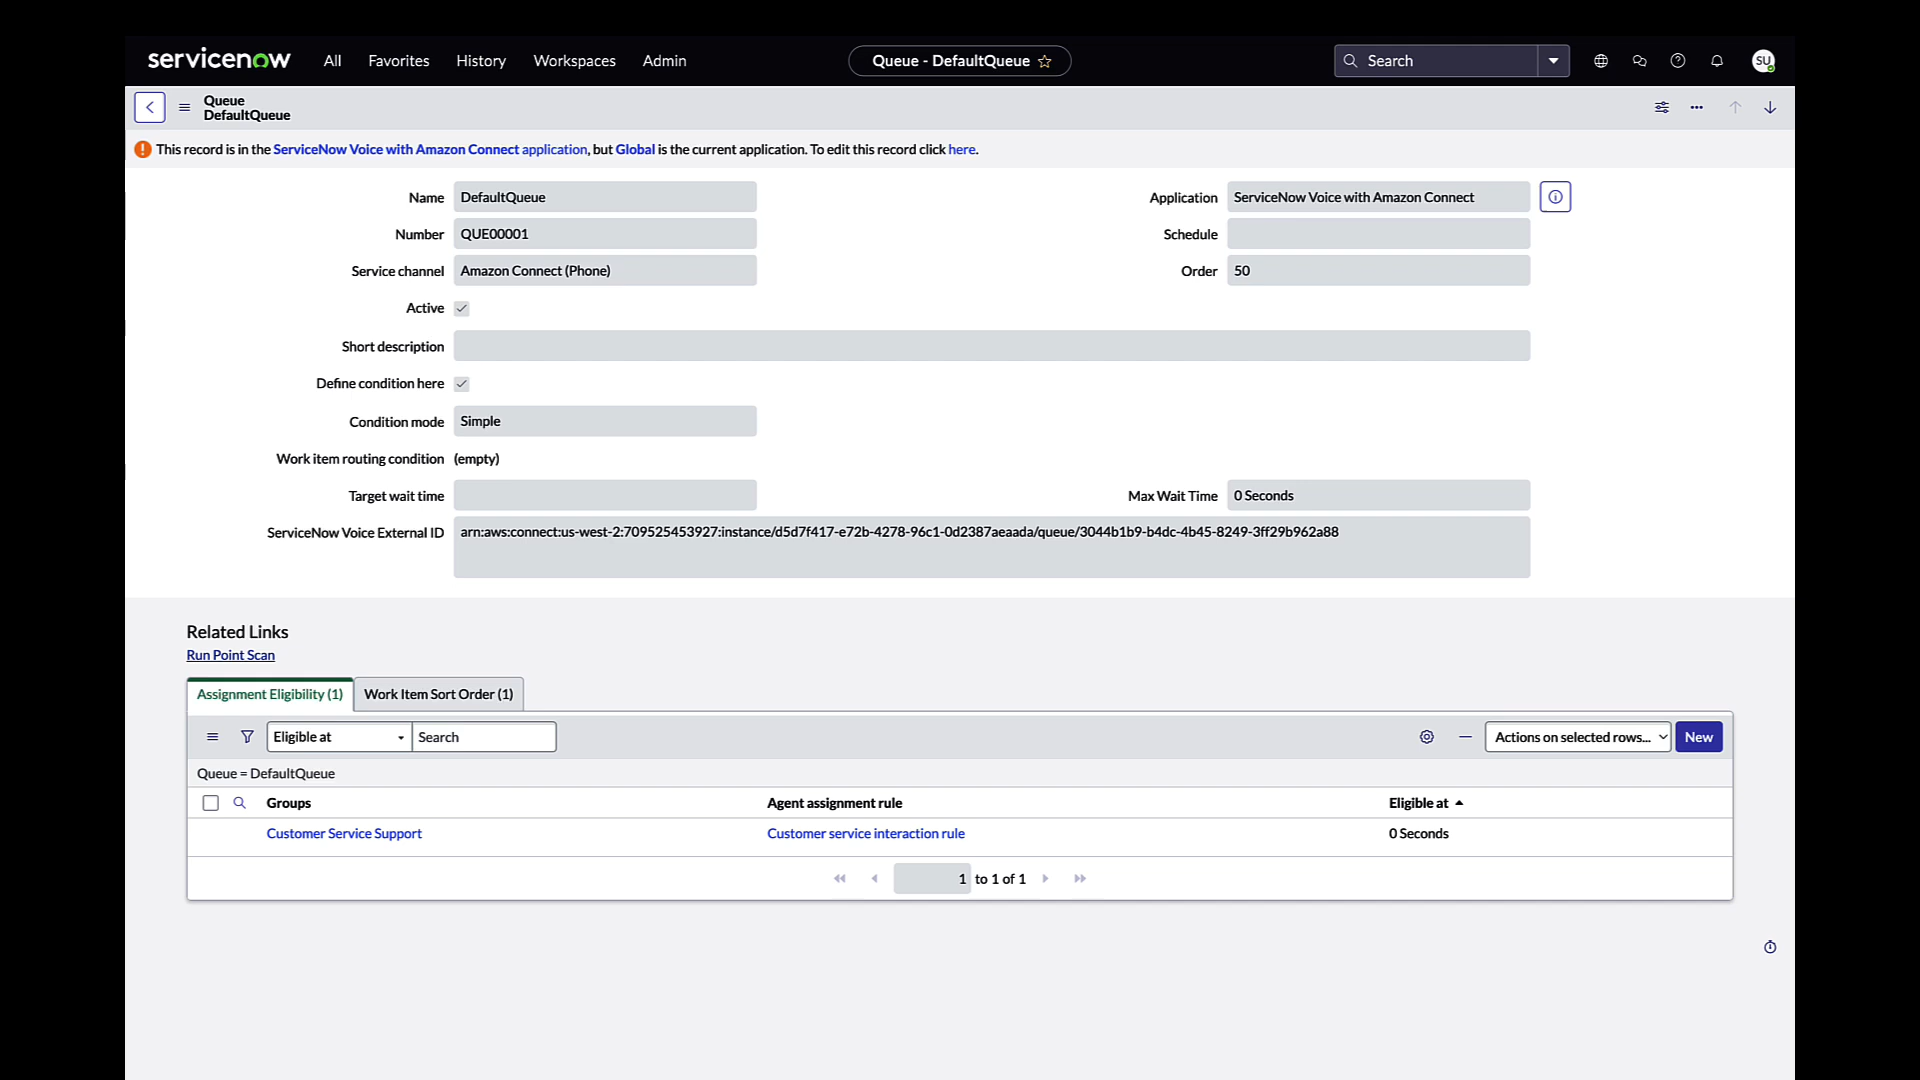 servicenow All Favorites History Workspaces Admin Queue - DefaultQueue Search SU
Queue
DefaultQueue
This record is in the ServiceNow Voice with Amazon Connect application, but Global is the current application. To edit this record click here.
Name DefaultQueue Application ServiceNow Voice with Amazon Connect
Number QUE00001 Schedule
Service channel Amazon Connect (Phone) Order 50
Active
Short description
Define condition here
Condition mode Simple
Work item routing condition (empty)
Target wait time Max Wait Time 0 Seconds
ServiceNow Voice External ID arn:aws:connect:us-west-2:709525453927:instance/d5d7f417-e72b-4278-96c1-0d2387aeaada/queue/3044b1b9-b4dc-4b45-8249-3ff29b962a88
Related Links
Run Point Scan
Assignment Eligibility (1) Work Item Sort Order (1)
Eligible at Search Actions on selected rows... New
Queue = DefaultQueue
Groups Agent assignment rule Eligible at
Customer Service Support Customer service interaction rule 0 Seconds
1 to 1 of 1